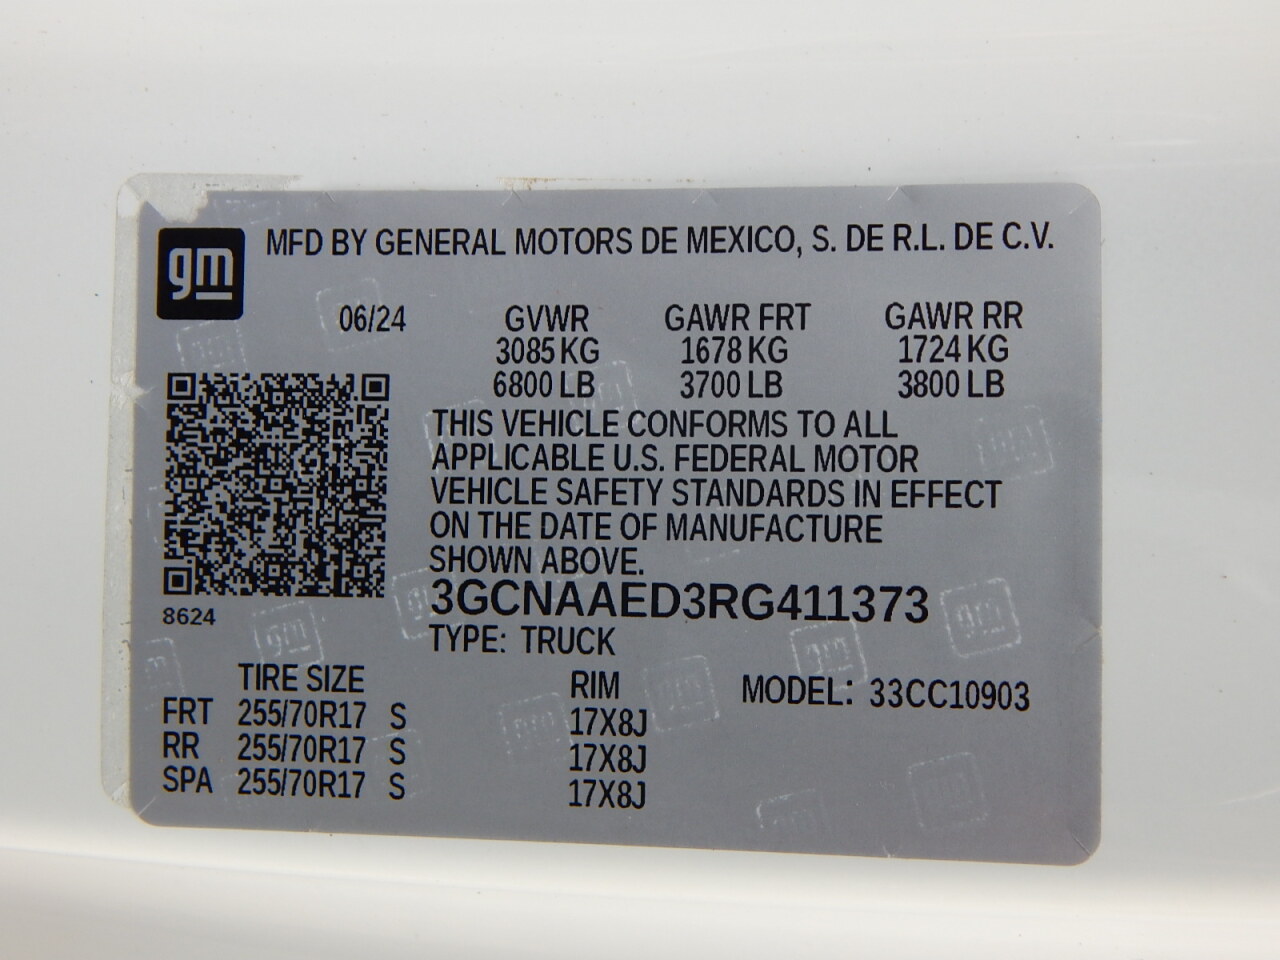 gm
MFD BY GENERAL MOTORS DE MEXICO, S. DE R.L. DE C.V.
06/24 GVWR GAWR FRT GAWR RR
3085 KG 1678 KG 1724 KG
6800 LB 3700 LB 3800 LB
THIS VEHICLE CONFORMS TO ALL
APPLICABLE U.S. FEDERAL MOTOR
VEHICLE SAFETY STANDARDS IN EFFECT
ON THE DATE OF MANUFACTURE
SHOWN ABOVE.
3GCNAAED3RG411373
8624
TYPE: TRUCK
TIRE SIZE RIM MODEL: 33CC10903
FRT 255/70R17 S 17X8J
RR 255/70R17 S 17X8J
SPA 255/70R17 S 17X8J